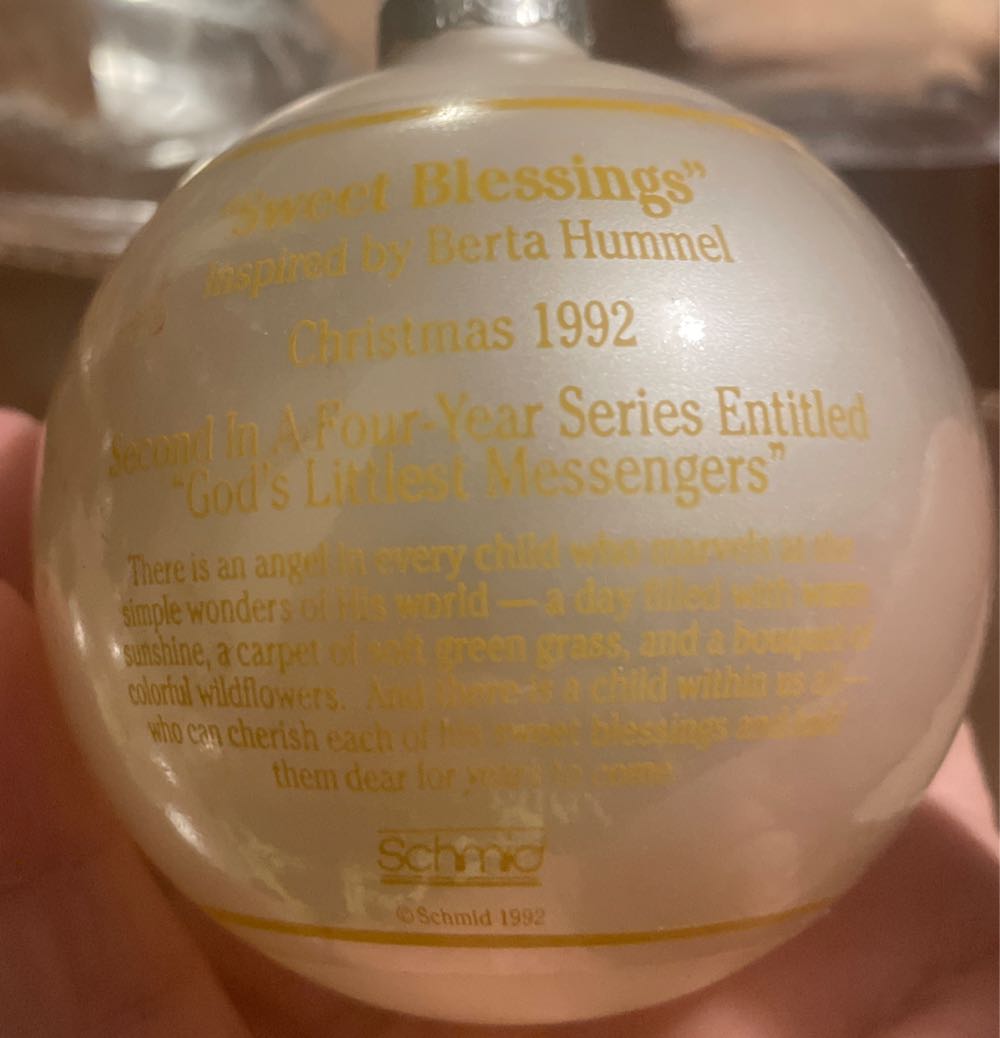 "Sweet Blessings"
Inspired by Berta Hummel
Christmas 1992
Second In A Four-Year Series Entitled
"God's Littlest Messengers"
There is an angel in every child who marvels at the
simple wonders of His world — a day filled with warm
sunshine, a carpet of soft green grass, and a bouquet of
colorful wildflowers. And there is a child within us all —
who can cherish each of his sweet blessings and hold
them dear for years to come.
Schmid
©Schmid 1992